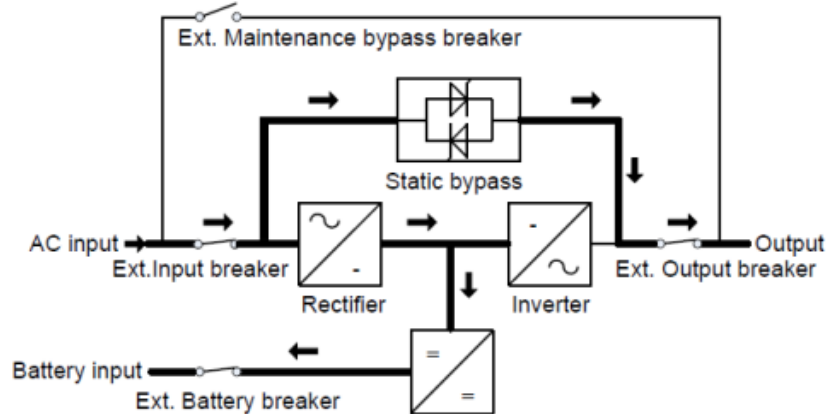 Ext. Maintenance bypass breaker
Static bypass
AC input
Output
Ext.Input breaker
Ext. Output breaker
~
-
Rectifier
-
~
Inverter
Battery input
=
=
Ext. Battery breaker